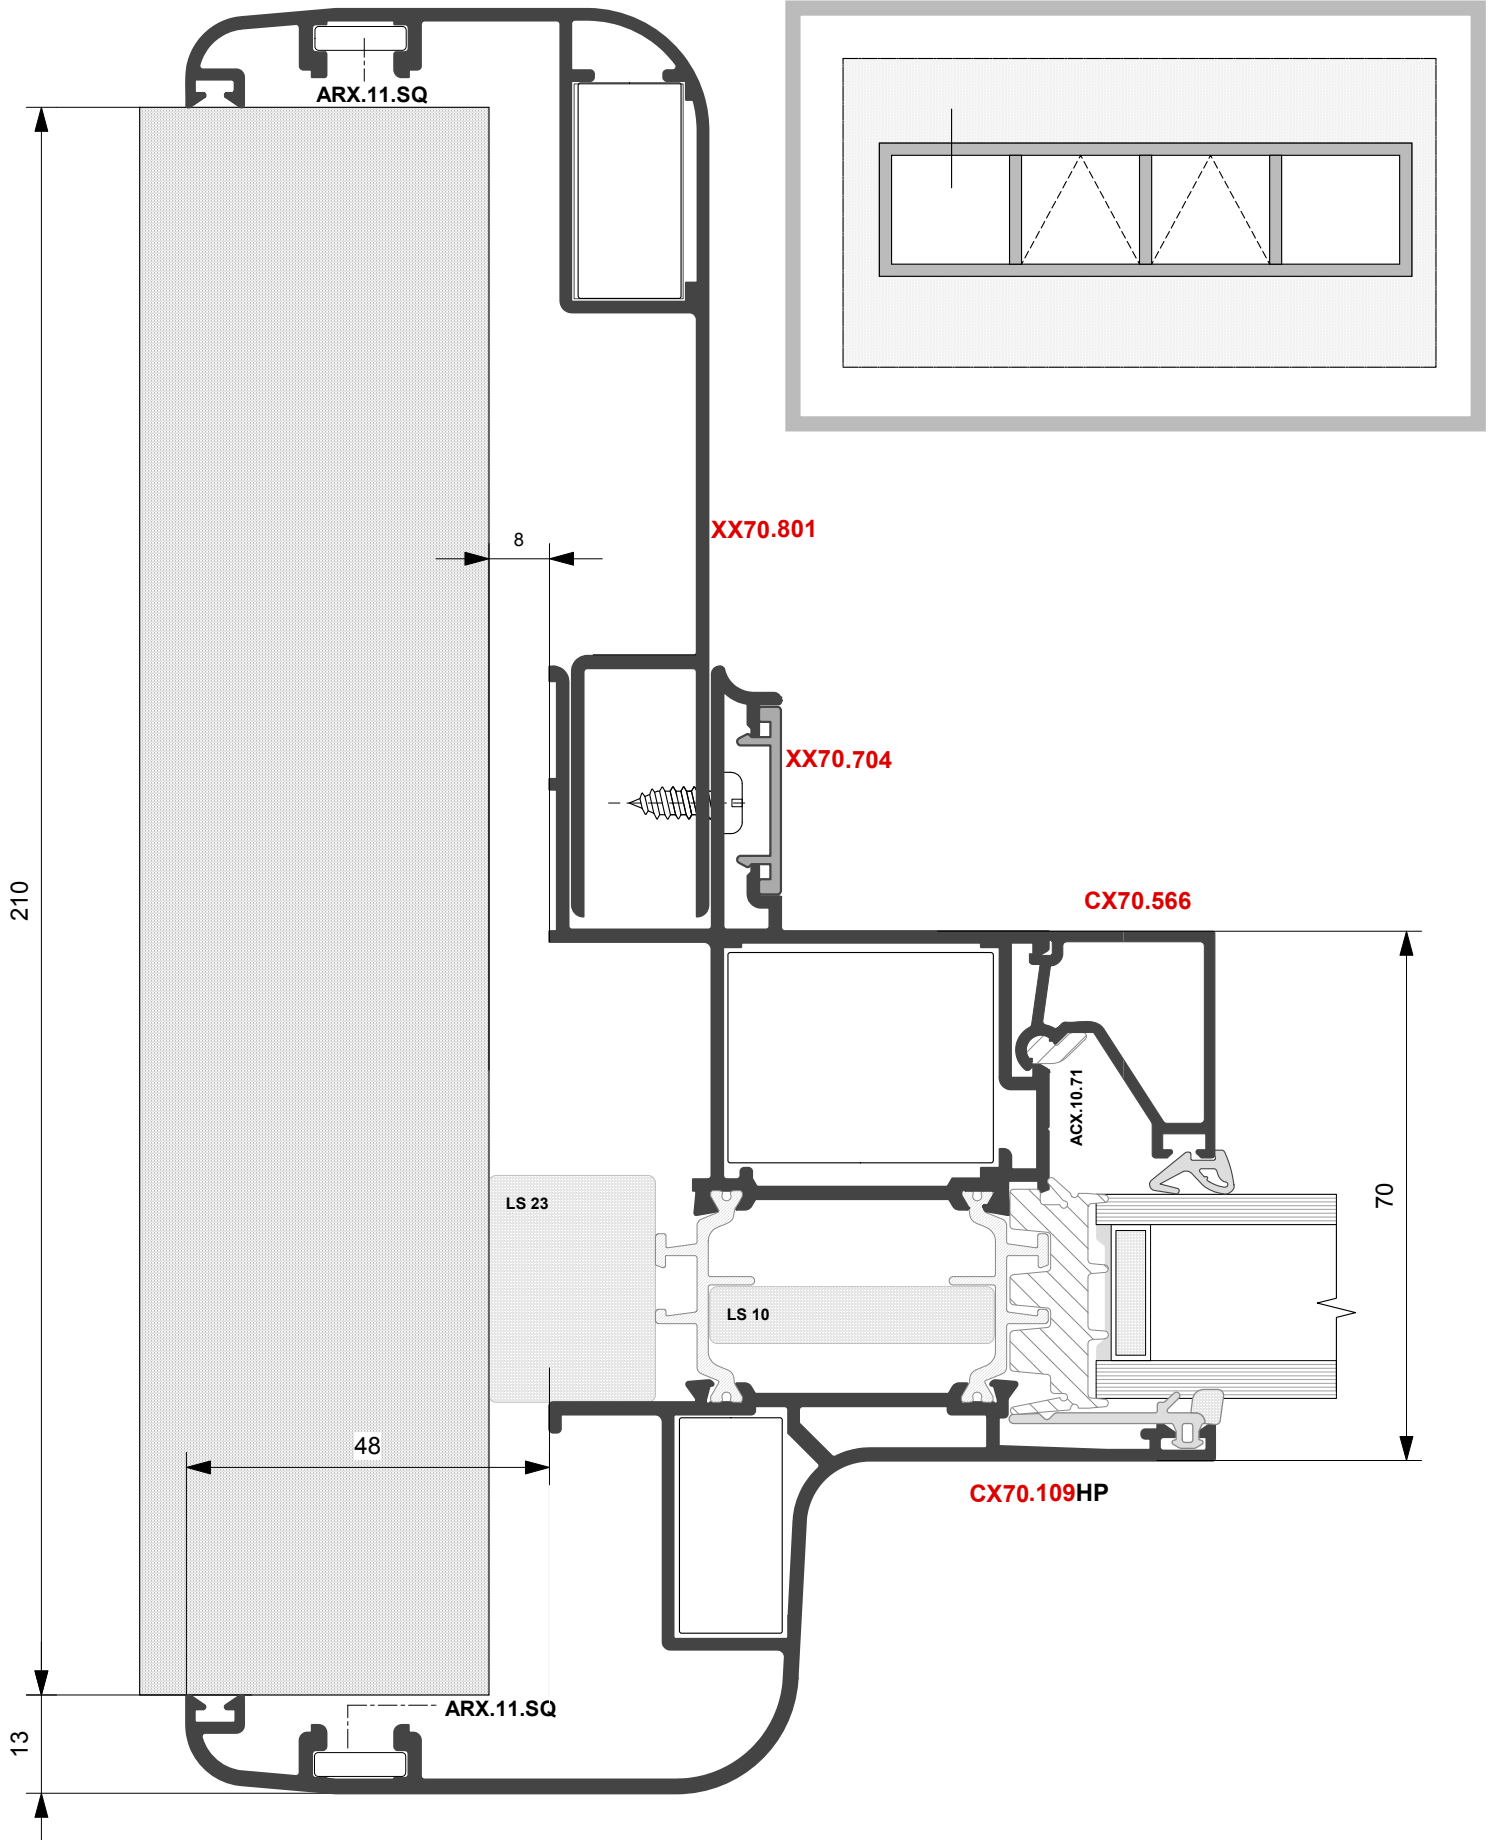 ARX.11.SQ
XX70.801
8
XX70.704
210
CX70.566
ACX.10.71
LS 23
70
LS 10
48
CX70.109HP
ARX.11.SQ
13